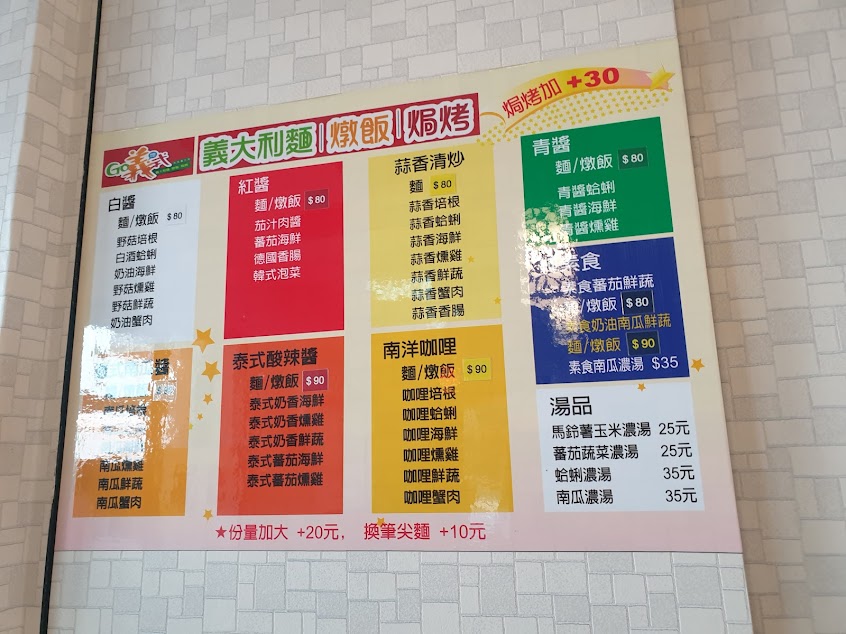 Go義式
義大利麵|燉飯|焗烤
焗烤加 +30
白醬
麵/燉飯 $80
野菇培根
白酒蛤蜊
奶油海鮮
野菇燻雞
野菇鮮蔬
奶油蟹肉
紅醬
麵/燉飯 $80
茄汁肉醬
蕃茄海鮮
德國香腸
韓式泡菜
蒜香清炒
麵 $80
蒜香培根
蒜香蛤蜊
蒜香海鮮
蒜香燻雞
蒜香鮮蔬
蒜香蟹肉
蒜香香腸
青醬
麵/燉飯 $80
青醬蛤蜊
青醬海鮮
青醬燻雞
素食
素食蕃茄鮮蔬
麵/燉飯 $80
素食奶油南瓜鮮蔬
麵/燉飯 $90
素食南瓜濃湯 $35
南瓜醬
南瓜燻雞
南瓜鮮蔬
南瓜蟹肉
泰式酸辣醬
麵/燉飯 $90
泰式奶香海鮮
泰式奶香燻雞
泰式奶香鮮蔬
泰式蕃茄海鮮
泰式蕃茄燻雞
南洋咖哩
麵/燉飯 $90
咖哩培根
咖哩蛤蜊
咖哩海鮮
咖哩燻雞
咖哩鮮蔬
咖哩蟹肉
湯品
馬鈴薯玉米濃湯 25元
蕃茄蔬菜濃湯 25元
蛤蜊濃湯 35元
南瓜濃湯 35元
★份量加大 +20元, 換筆尖麵 +10元